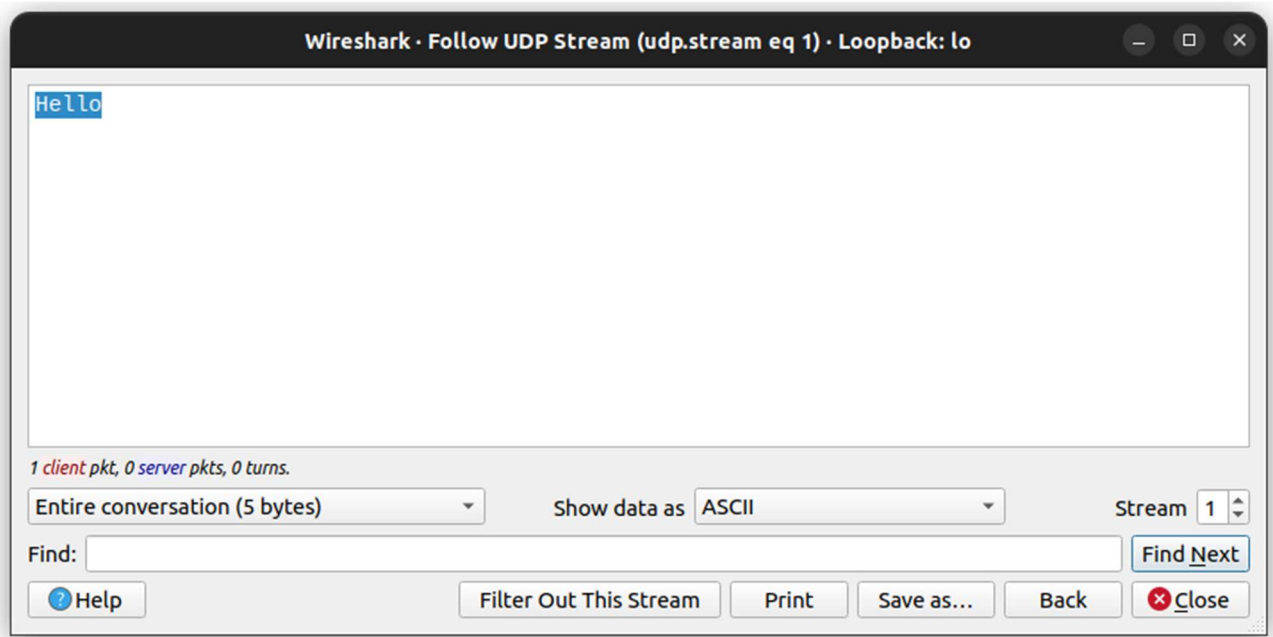 Wireshark · Follow UDP Stream (udp.stream eq 1) · Loopback: lo
Hello
1 client pkt, 0 server pkts, 0 turns.
Entire conversation (5 bytes) Show data as ASCII Stream 1
Find: Find Next
Help Filter Out This Stream Print Save as… Back Close